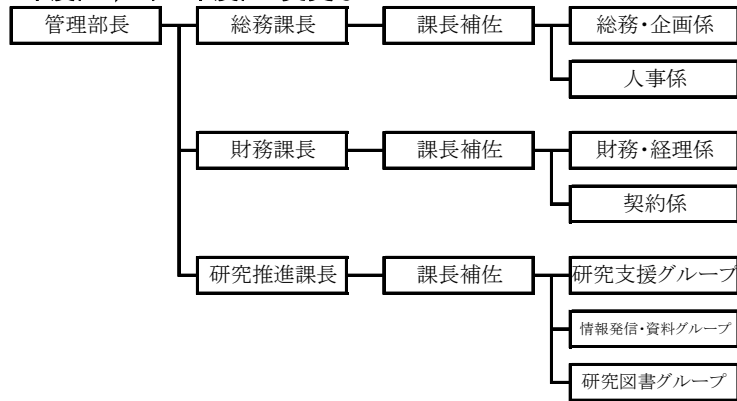 管理部長 総務課長 課長補佐 総務・企画係
人事係
財務課長 課長補佐 財務・経理係
契約係
研究推進課長 課長補佐 研究支援グループ
情報発信・資料グループ
研究図書グループ